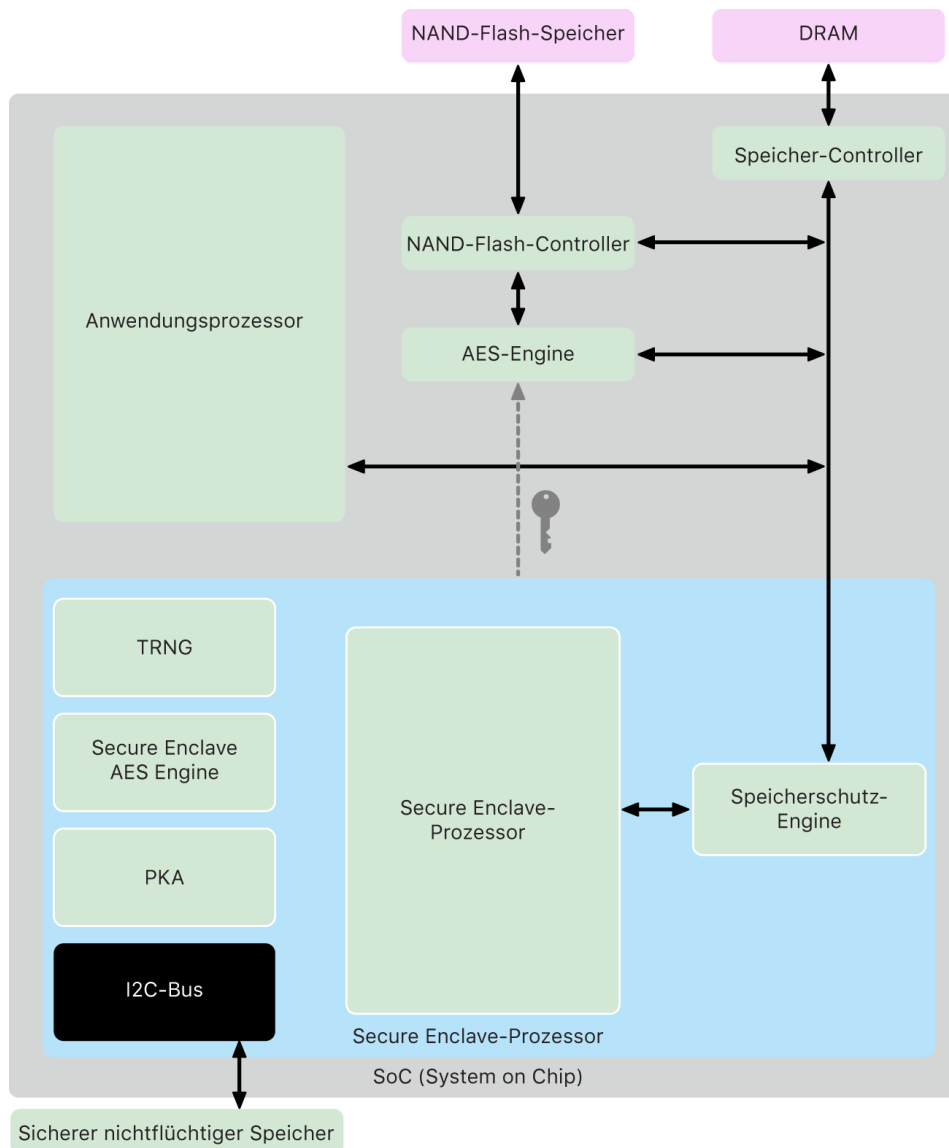 NAND-Flash-Speicher
DRAM
Speicher-Controller
NAND-Flash-Controller
Anwendungsprozessor
AES-Engine
TRNG
Secure Enclave
AES Engine
PKA
I2C-Bus
Secure Enclave-
Prozessor
Speicherschutz-
Engine
Secure Enclave-Prozessor
SoC (System on Chip)
Sicherer nichtflüchtiger Speicher